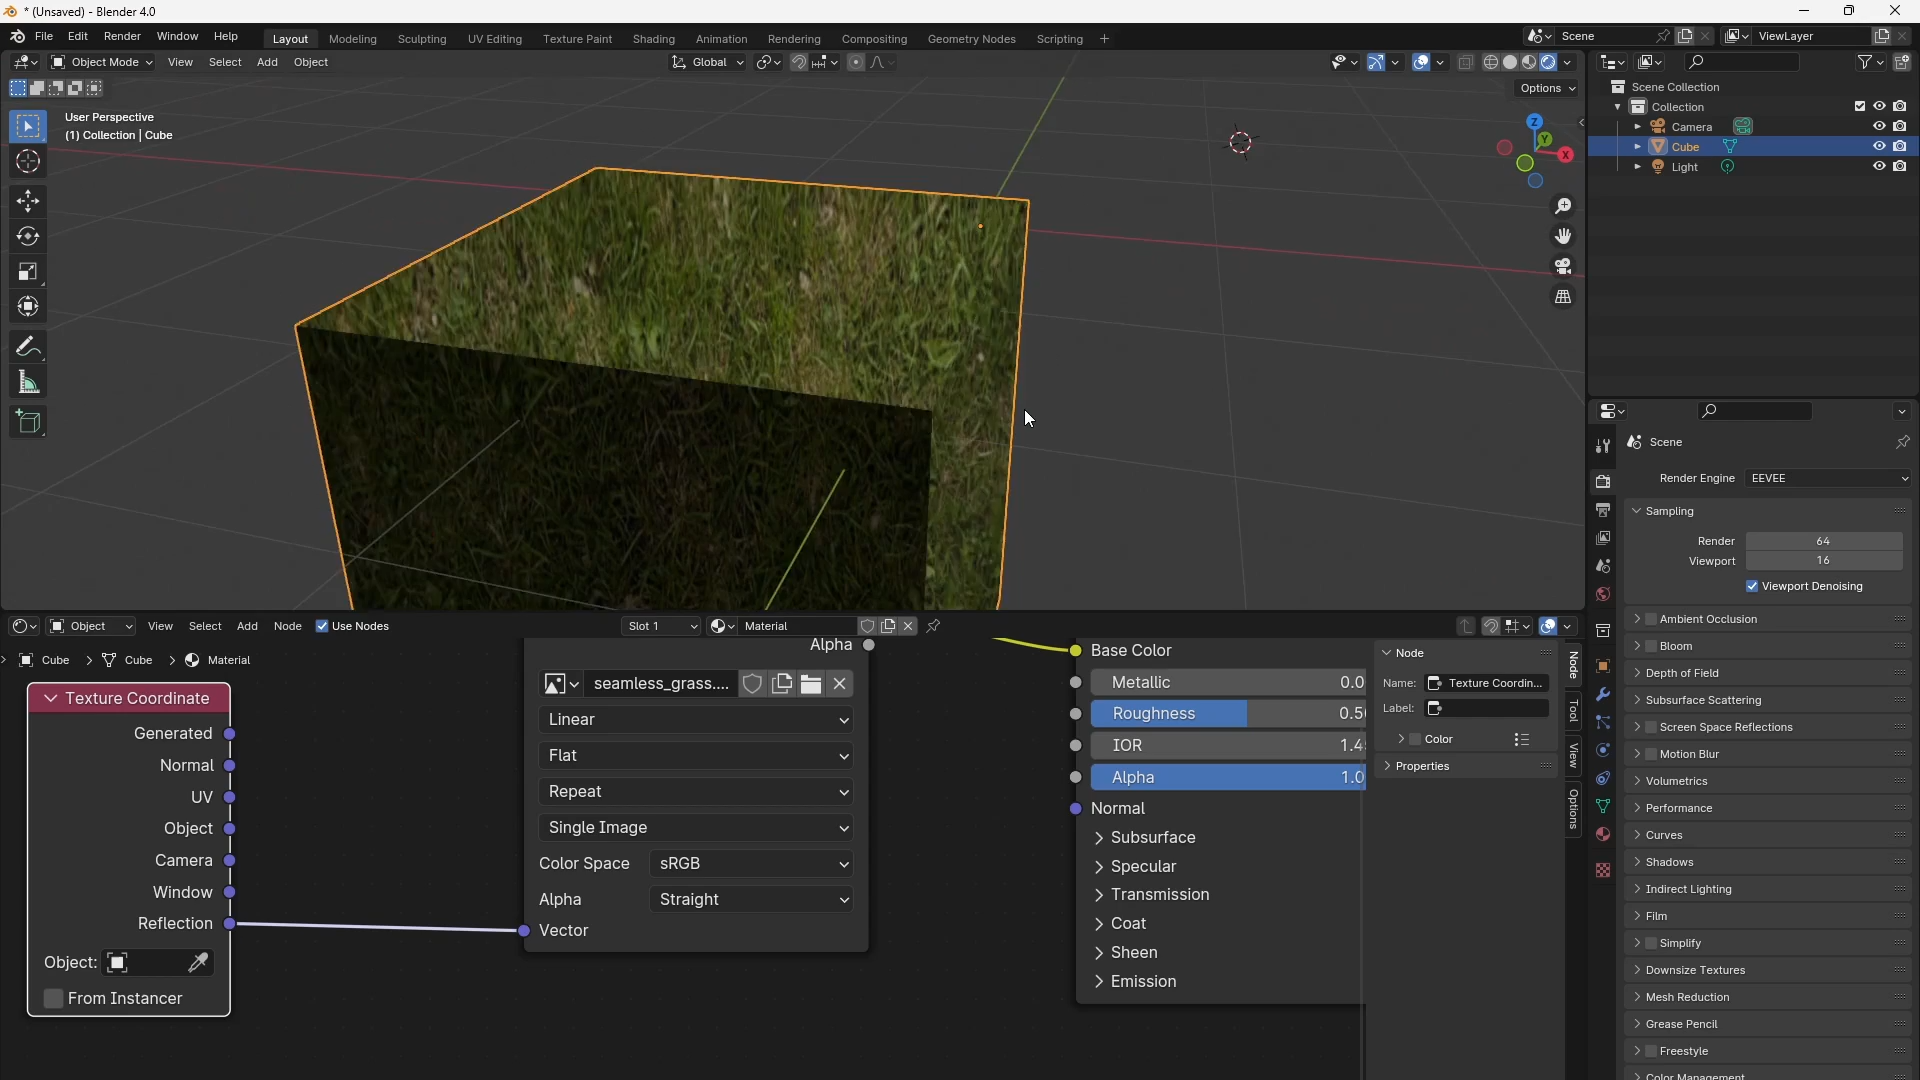 * (Unsaved) - Blender 4.0
File Edit Render Window Help Layout Modeling Sculpting UV Editing Texture Paint Shading Animation Rendering Compositing Geometry Nodes Scripting + Scene ViewLayer
Object Mode View Select Add Object Global
Options
User Perspective
(1) Collection | Cube
Z
Y
X
Scene Collection
Collection
Camera
Cube
Light
Scene
Render Engine EEVEE
Sampling
Render 64
Viewport 16
Viewport Denoising
Ambient Occlusion
Bloom
Depth of Field
Subsurface Scattering
Screen Space Reflections
Motion Blur
Volumetrics
Performance
Curves
Shadows
Indirect Lighting
Film
Simplify
Downsize Textures
Mesh Reduction
Grease Pencil
Freestyle
Color Management
Object View Select Add Node Use Nodes Slot 1 Material
Cube Cube Material
Texture Coordinate
Generated
Normal
UV
Object
Camera
Window
Reflection
Object:
From Instancer
Alpha
seamless_grass....
Linear
Flat
Repeat
Single Image
Color Space sRGB
Alpha Straight
Vector
Base Color
Metallic 0.0
Roughness 0.50
IOR 1.45
Alpha 1.0
Normal
Subsurface
Specular
Transmission
Coat
Sheen
Emission
Node
Name: Texture Coordin...
Label:
Color
Properties
Node
Tool
View
Options